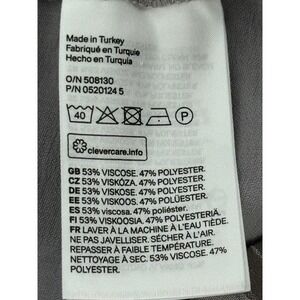 Made in Turkey
Fabriqué en Turquie
Hecho en Turquía
O/N 508130
P/N 0520124 5
40
P
clevercare.info
GB 53% VISCOSE. 47% POLYESTER.
CZ 53% VISKÓZA. 47% POLYESTER.
DE 53% VISKOSE. 47% POLYESTER.
EE 53% VISKOOS. 47% POLÜESTER.
ES 53% viscosa. 47% poliéster.
FI 53% VISKOOSIA. 47% POLYESTERIA.
FR LAVER À LA MACHINE À L'EAU TIÈDE.
NE PAS JAVELLISER. SÉCHER À L'AIR.
REPASSER À FAIBLE TEMPÉRATURE.
NETTOYAGE À SEC. 53% VISCOSE. 47%
POLYESTER.